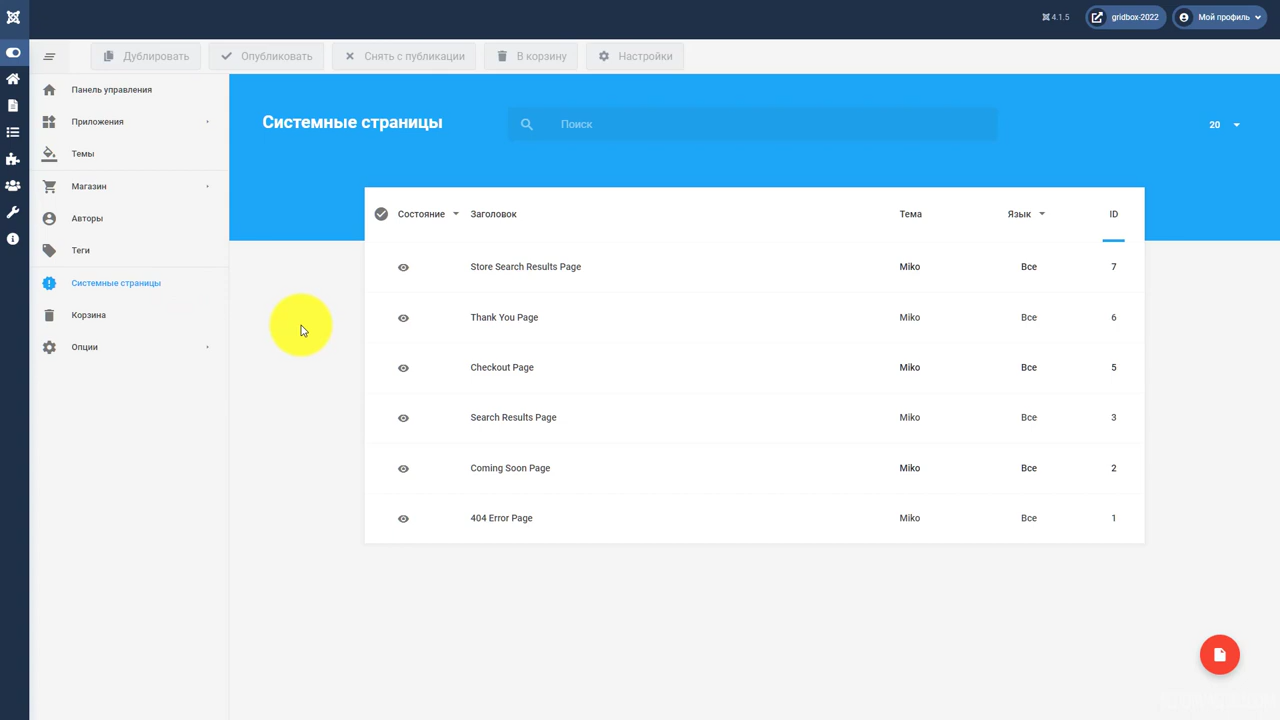 4.1.5
gridbox-2022
Мой профиль
Дублировать
Опубликовать
Снять с публикации
В корзину
Настройки
Панель управления
Приложения
Темы
Магазин
Авторы
Теги
Системные страницы
Корзина
Опции
Системные страницы
Поиск
20
Состояние Заголовок Тема Язык ID
Store Search Results Page Miko Все 7
Thank You Page Miko Все 6
Checkout Page Miko Все 5
Search Results Page Miko Все 3
Coming Soon Page Miko Все 2
404 Error Page Miko Все 1